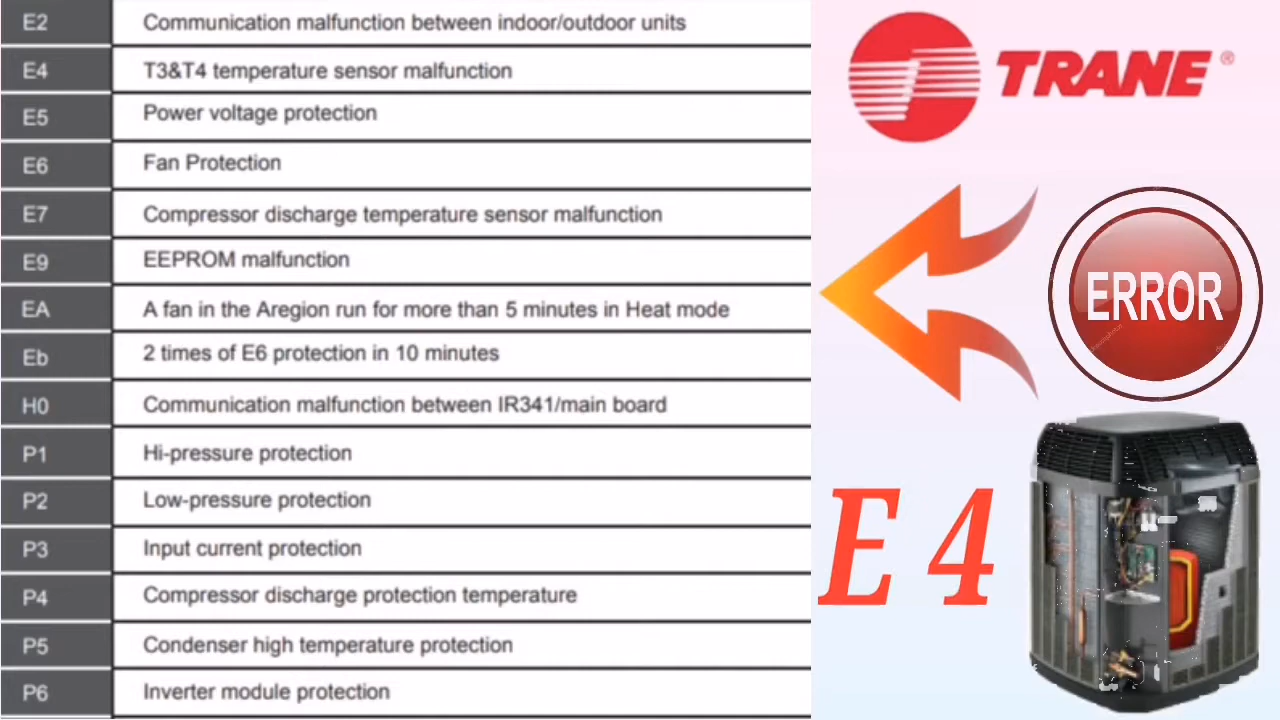 E2 Communication malfunction between indoor/outdoor units
E4 T3&T4 temperature sensor malfunction
E5 Power voltage protection
E6 Fan Protection
E7 Compressor discharge temperature sensor malfunction
E9 EEPROM malfunction
EA A fan in the Aregion run for more than 5 minutes in Heat mode
Eb 2 times of E6 protection in 10 minutes
H0 Communication malfunction between IR341/main board
P1 Hi-pressure protection
P2 Low-pressure protection
P3 Input current protection
P4 Compressor discharge protection temperature
P5 Condenser high temperature protection
P6 Inverter module protection
TRANE®
ERROR
E 4